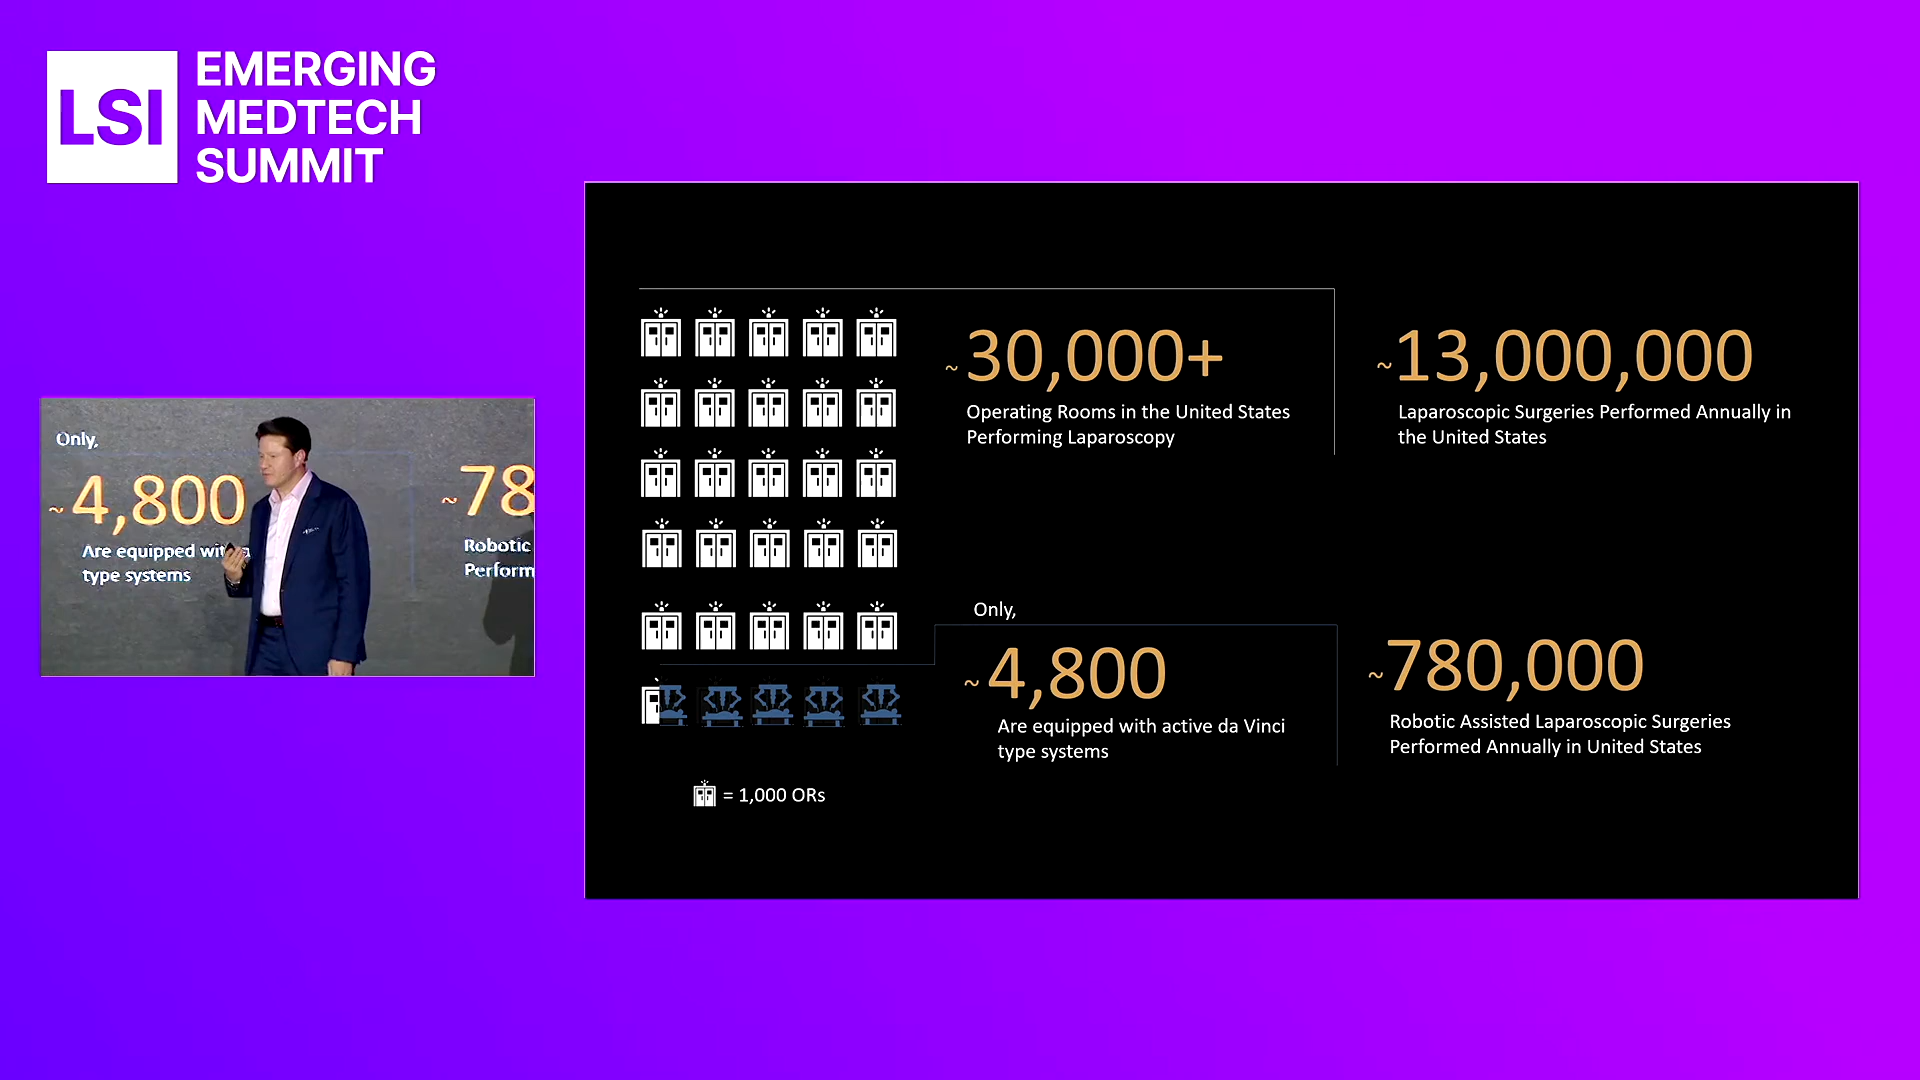 LSI
EMERGING
MEDTECH
SUMMIT
Only,
~4,800
Are equipped
type systems
~78
Robotic
Perform
~30,000+
Operating Rooms in the United States
Performing Laparoscopy
~13,000,000
Laparoscopic Surgeries Performed Annually in
the United States
Only,
~4,800
Are equipped with active da Vinci
type systems
~780,000
Robotic Assisted Laparoscopic Surgeries
Performed Annually in United States
= 1,000 ORs